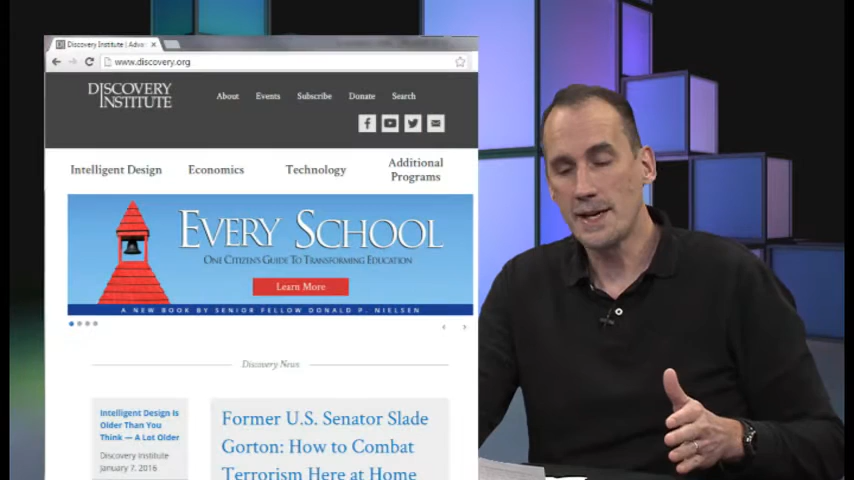 Discovery Institute | Adva
www.discovery.org
DISCOVERY
INSTITUTE
About Events Subscribe Donate Search
Intelligent Design Economics Technology Additional
Programs
EVERY SCHOOL
ONE CITIZEN'S GUIDE TO TRANSFORMING EDUCATION
Learn More
A NEW BOOK BY SENIOR FELLOW DONALD P. NIELSEN
Discovery News
Intelligent Design Is
Older Than You
Think — A Lot Older
Discovery Institute
January 7, 2016
Former U.S. Senator Slade
Gorton: How to Combat
Terrorism Here at Home